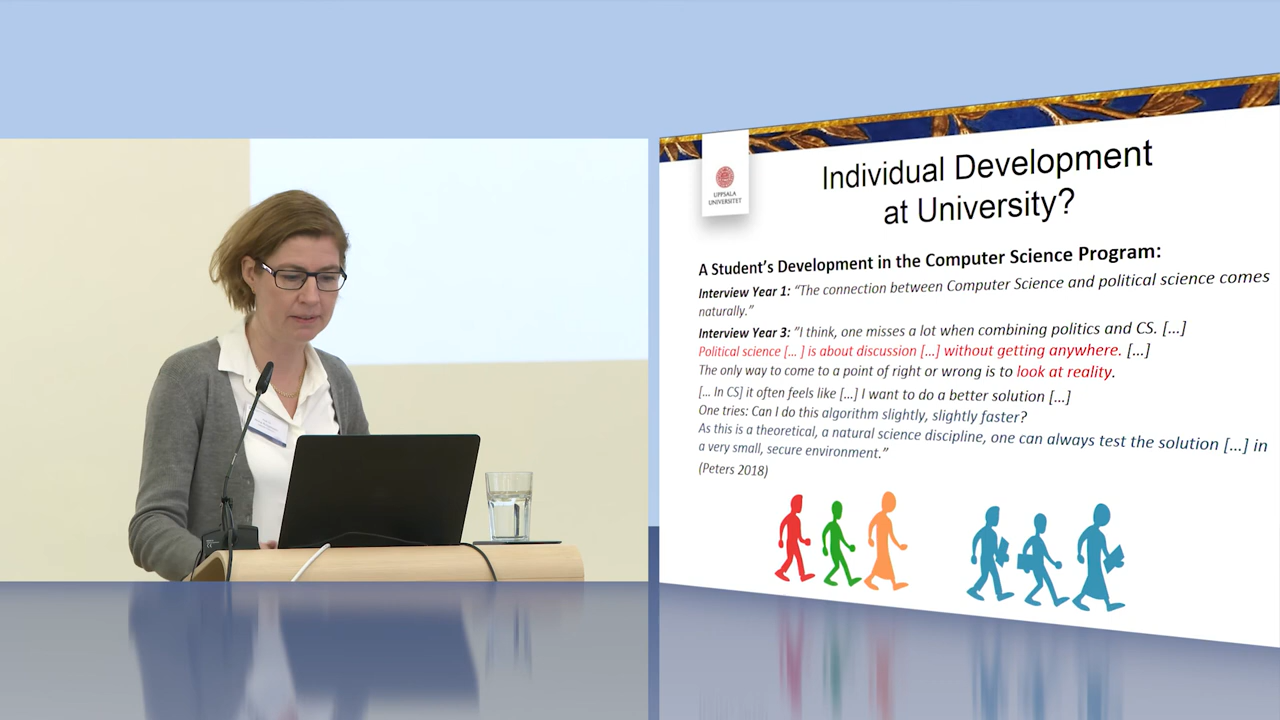 UPPSALA
UNIVERSITET
Individual Development
at University?
A Student's Development in the Computer Science Program:
Interview Year 1: "The connection between Computer Science and political science comes
naturally."
Interview Year 3: "I think, one misses a lot when combining politics and CS. [...]
Political science [... ] is about discussion [...] without getting anywhere. [...]
The only way to come to a point of right or wrong is to look at reality.
[... In CS] it often feels like [...] I want to do a better solution [...]
One tries: Can I do this algorithm slightly, slightly faster?
As this is a theoretical, a natural science discipline, one can always test the solution [...] in
a very small, secure environment."
(Peters 2018)